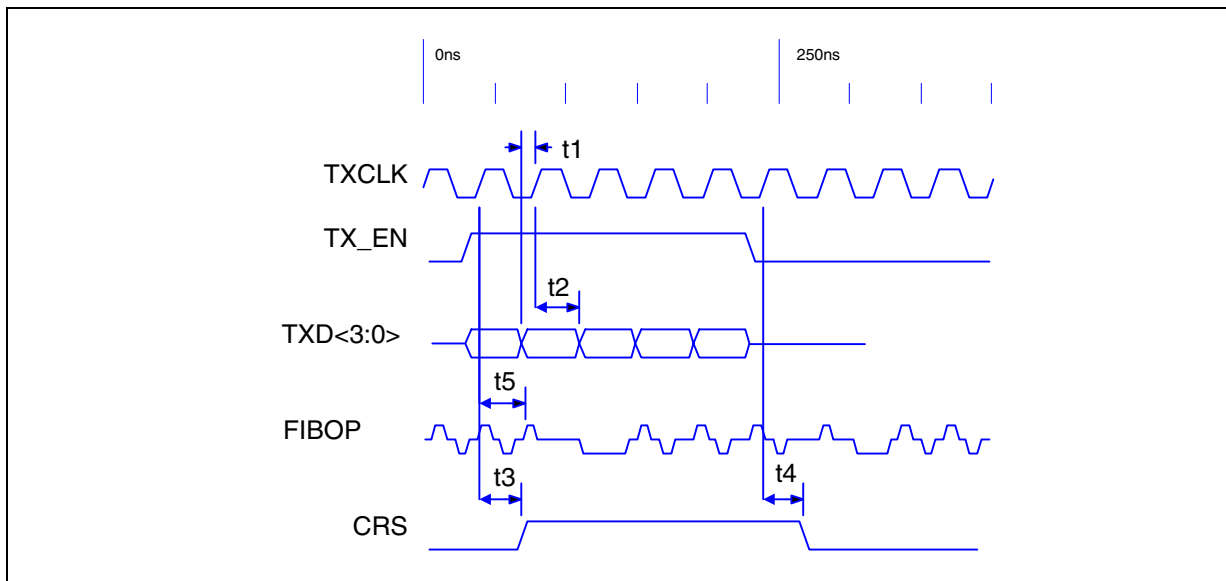 0ns 250ns
t1
TXCLK
TX_EN
t2
TXD<3:0>
t5
FIBOP
t3 t4
CRS